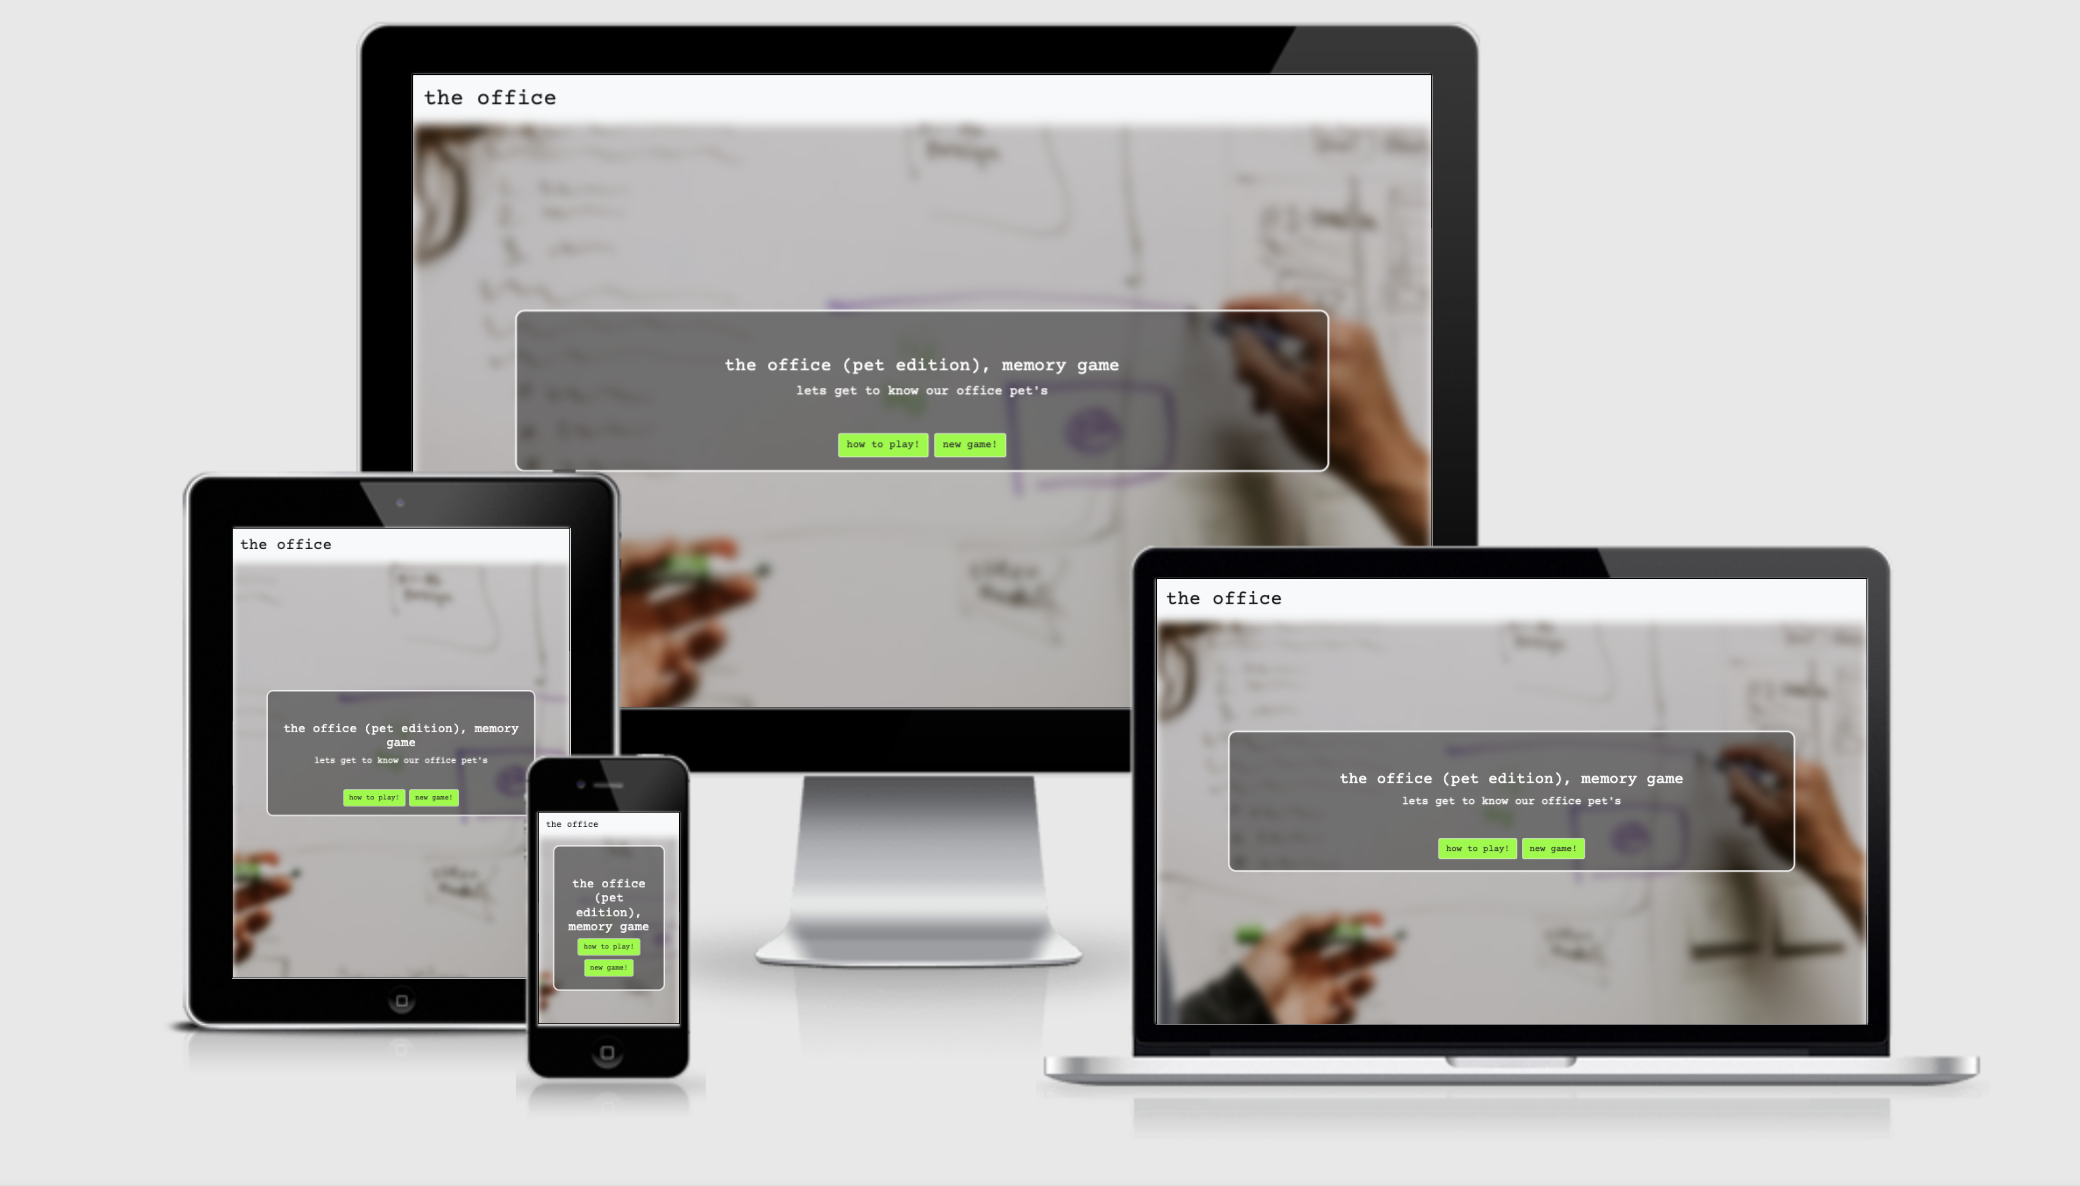 the office
the office (pet edition), memory game
lets get to know our office pet's
how to play! new game!
the office
the office (pet edition), memory
game
lets get to know our office pet's
how to play! new game!
the office
the office
(pet
edition),
memory game
how to play!
new game!
the office
the office (pet edition), memory game
lets get to know our office pet's
how to play! new game!